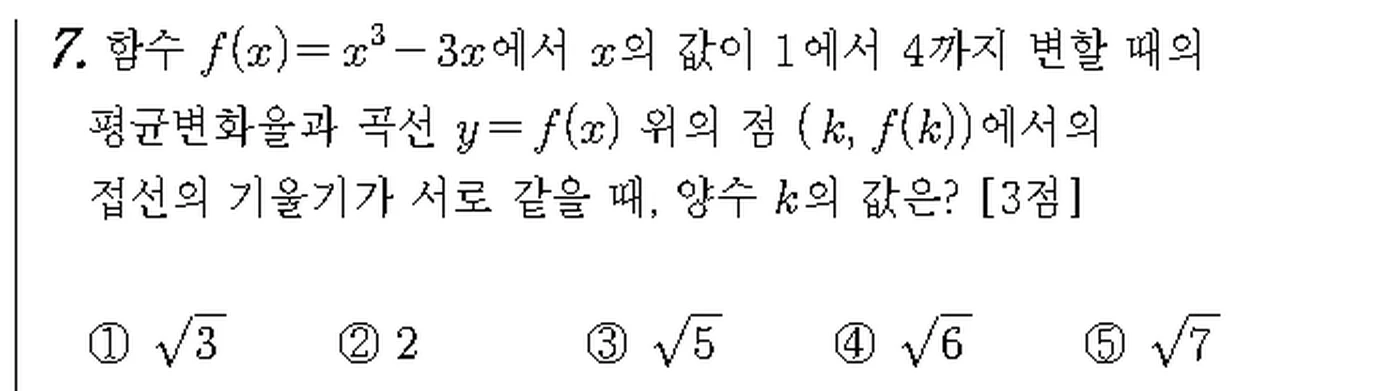 7. 함수 f(x)=x³-3x에서 x의 값이 1에서 4까지 변할 때의
평균변화율과 곡선 y=f(x) 위의 점 (k, f(k))에서의
접선의 기울기가 서로 같을 때, 양수 k의 값은? [3점]
① √3 ② 2 ③ √5 ④ √6 ⑤ √7